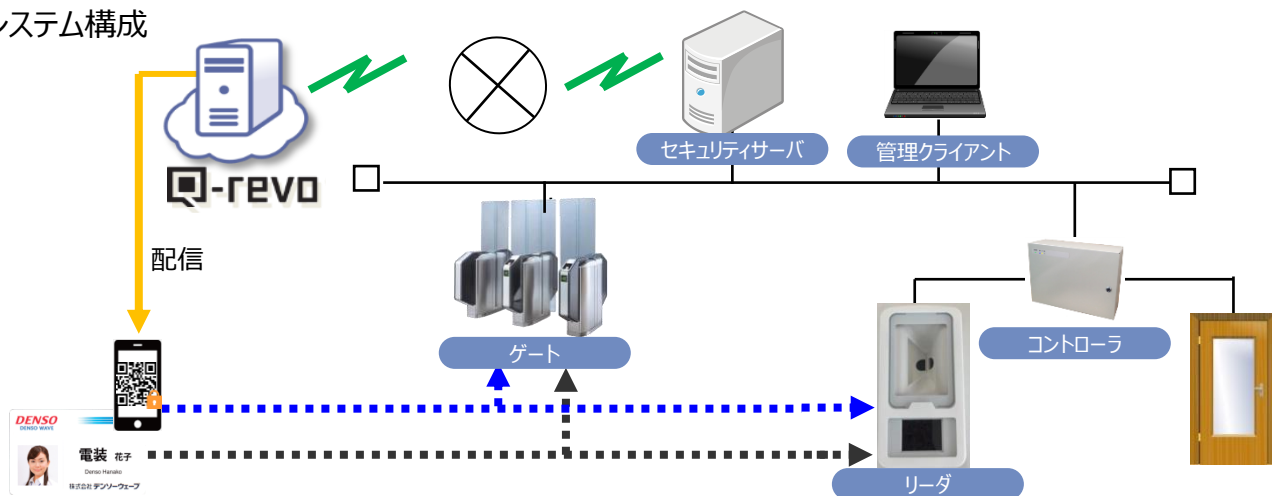 システム構成
セキュリティサーバ
管理クライアント
Q-revo
配信
ゲート
コントローラ
DENSO
DENSO WAVE
電装 花子
Denso Hanako
株式会社 デンソーウェーブ
リーダ